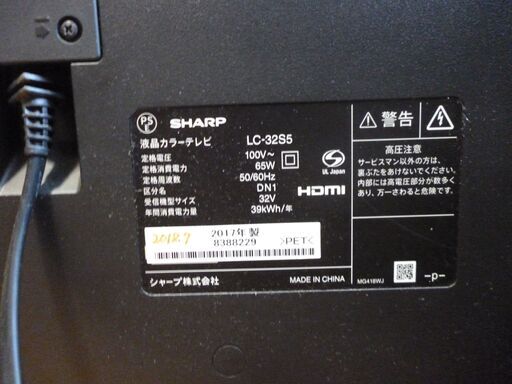 PS
E
SHARP
液晶カラーテレビ LC-32S5
定格電圧 100V~
定格消費電力 65W
定格周波数 50/60Hz
区分名 DN1
受信機型サイズ 32V
年間消費電力量 39kWh/年
S
UL Japan
HDMI
2018.7
2017年製
8388229 >PET<
シャープ株式会社
MADE IN CHINA
警告
高圧注意
サービスマン以外の方は、
裏ぶたをあけないでください。
内部には高電圧部分が数多く
あり、万一さわると危険です。
MG418WJ
-p-